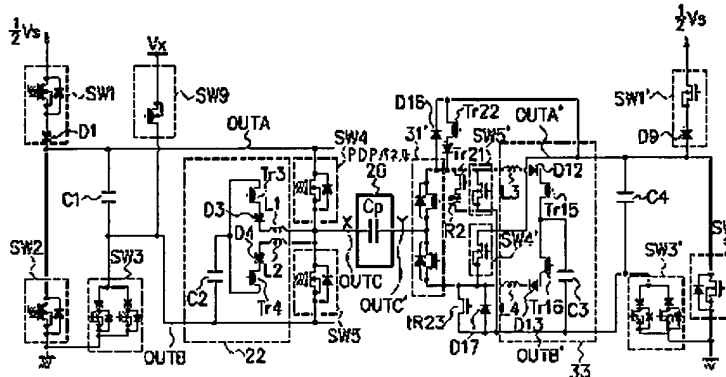 ½Vs
Vx
½Vs
SW1
SW9
D16
Tr22
SW1'
D1
OUTA
SW4
PDPパネル
20
31'
SW5'
OUTA'
Tr21
D12
D9
Tr3
L1
L3
C1
D3
Cp
X
Y
R2
Tr15
C4
SW2
SW3
D4
L2
SW4'
SW3'
C2
Tr4
OUTC
OUTC'
L4
Tr16
C3
SW5
tR23
D17
D13
OUTB
22
OUTB'
33